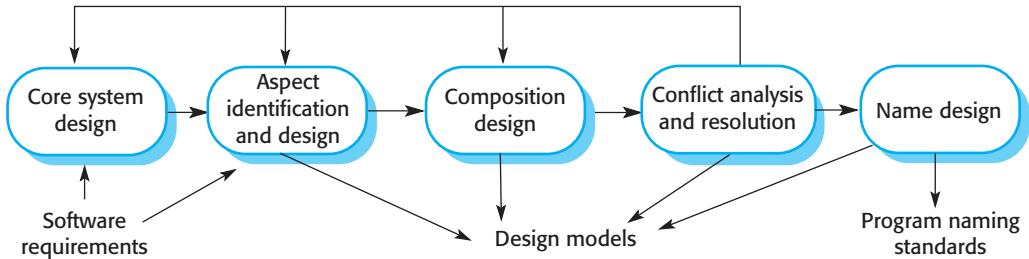 Core system
design
Aspect
identification
and design
Composition
design
Conflict analysis
and resolution
Name design
Software
requirements
Design models
Program naming
standards